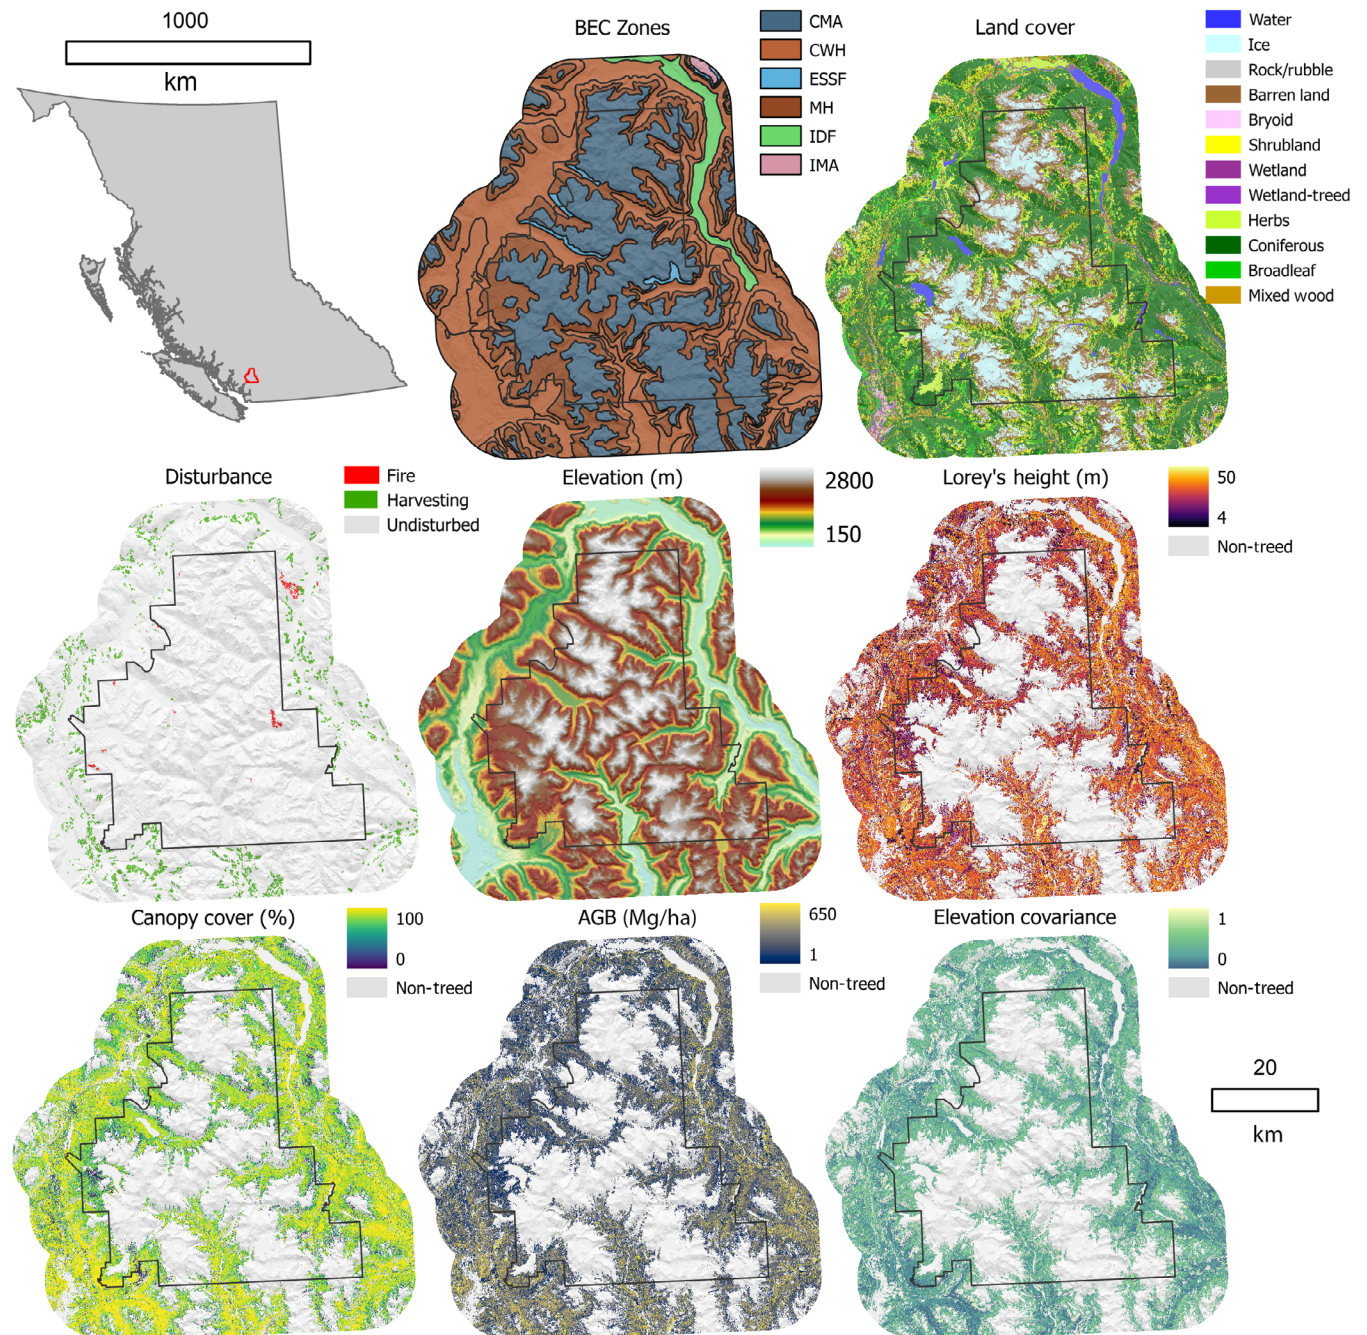 1000
km
BEC Zones
CMA
CWH
ESSF
MH
IDF
IMA
Land cover
Water
Ice
Rock/rubble
Barren land
Bryoid
Shrubland
Wetland
Wetland-treed
Herbs
Coniferous
Broadleaf
Mixed wood
Disturbance
Fire
Harvesting
Undisturbed
Elevation (m)
2800
150
Lorey's height (m)
50
4
Non-treed
Canopy cover (%)
100
0
Non-treed
AGB (Mg/ha)
650
1
Non-treed
Elevation covariance
1
0
Non-treed
20
km